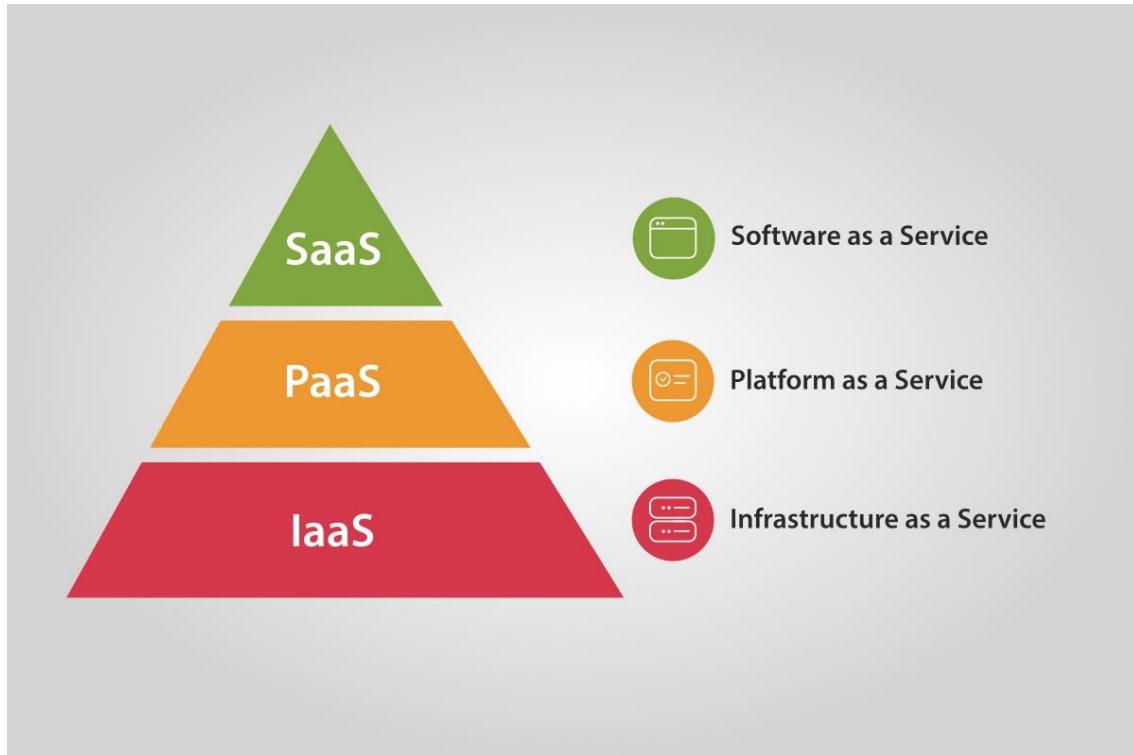 SaaS
Software as a Service
PaaS
Platform as a Service
IaaS
Infrastructure as a Service